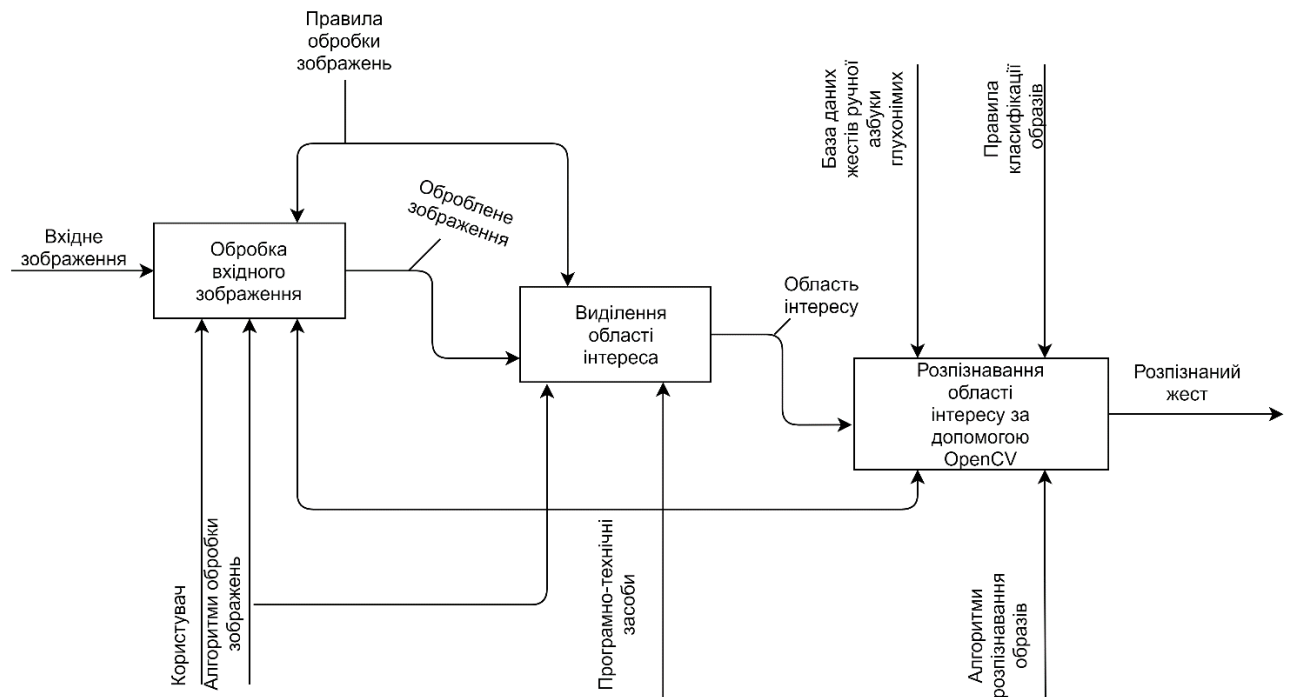 Правила
обробки
зображень
База даних
жестів ручної
азбуки
глухонімих
Правила
класифікації
образів
Оброблене
зображення
Вхідне
зображення
Обробка
вхідного
зображення
Область
інтересу
Виділення
області
інтереса
Розпізнавання
області
інтересу за
допомогою
OpenCV
Розпізнаний
жест
Користувач
Алгоритми обробки
зображень
Програмно-технічні
засоби
Алгоритми
розпізнавання
образів